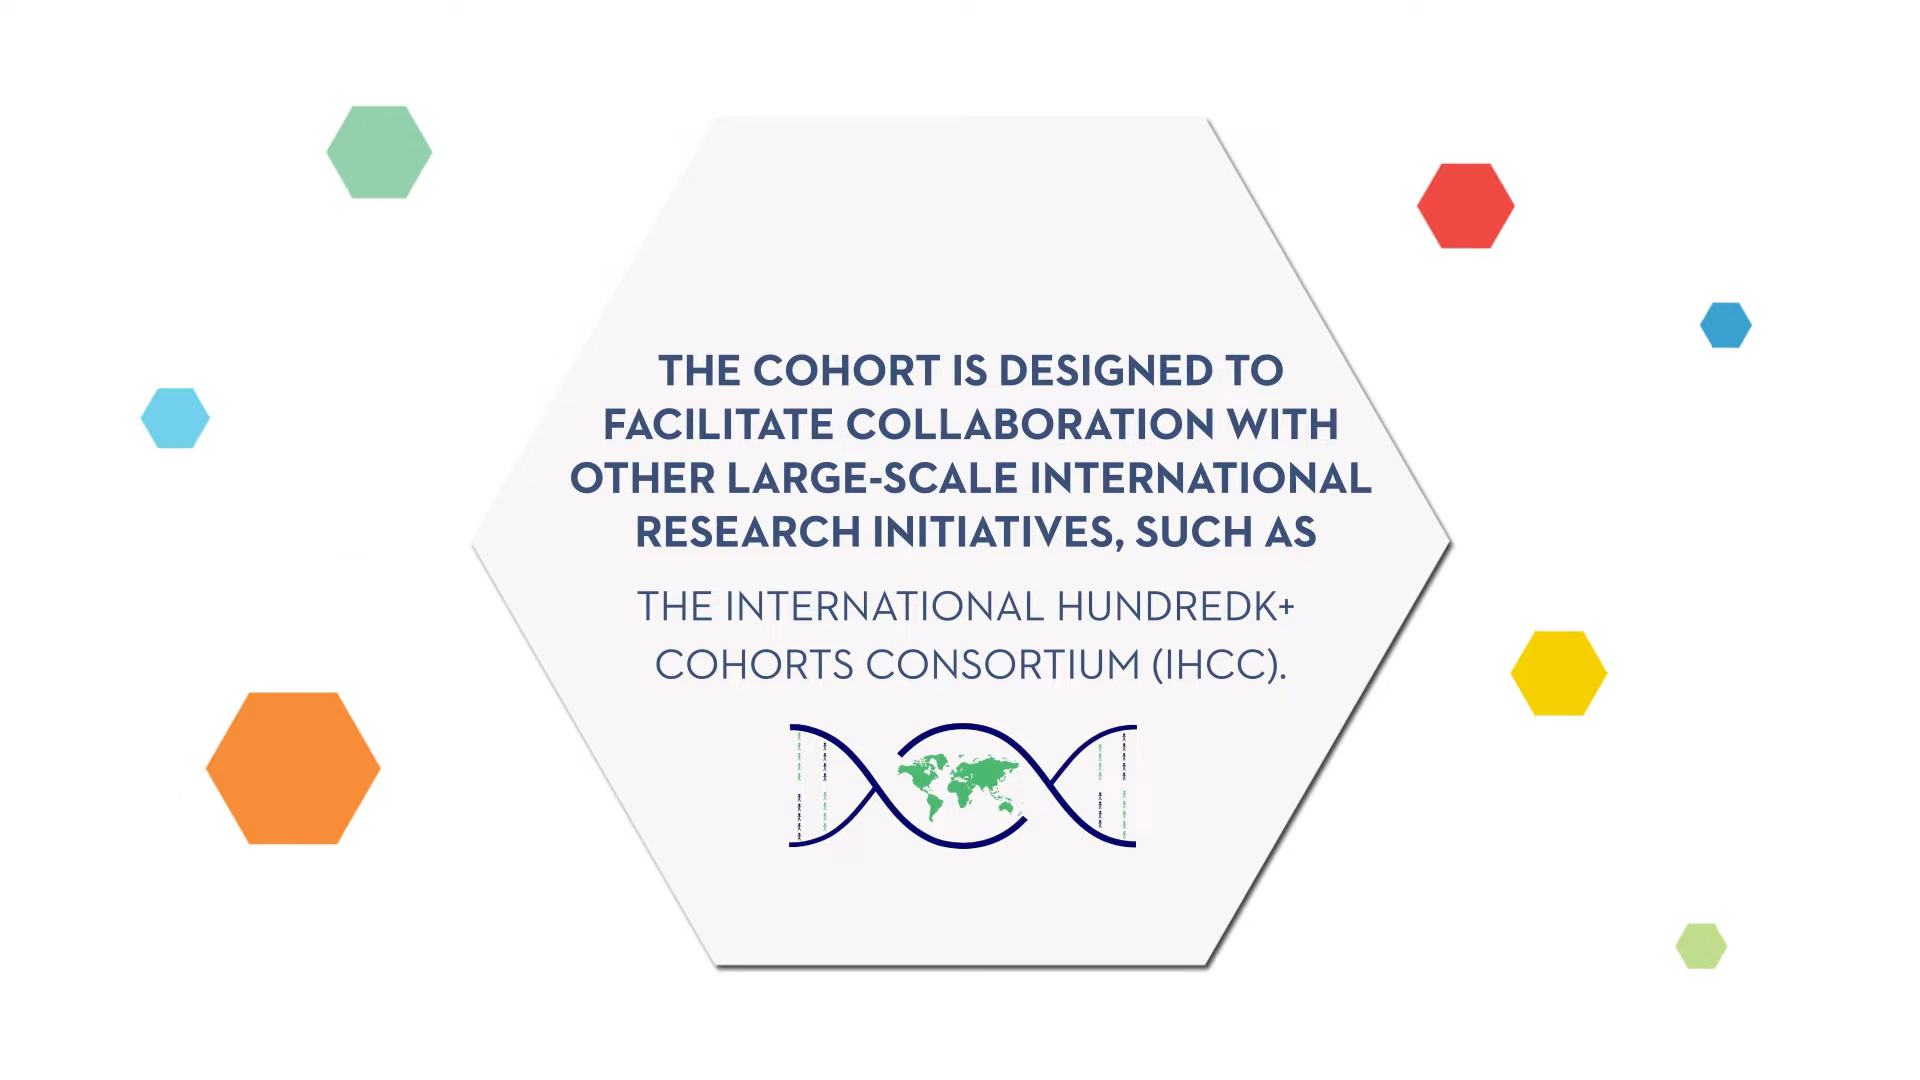 THE COHORT IS DESIGNED TO
FACILITATE COLLABORATION WITH
OTHER LARGE-SCALE INTERNATIONAL
RESEARCH INITIATIVES, SUCH AS
THE INTERNATIONAL HUNDREDK+
COHORTS CONSORTIUM (IHCC).